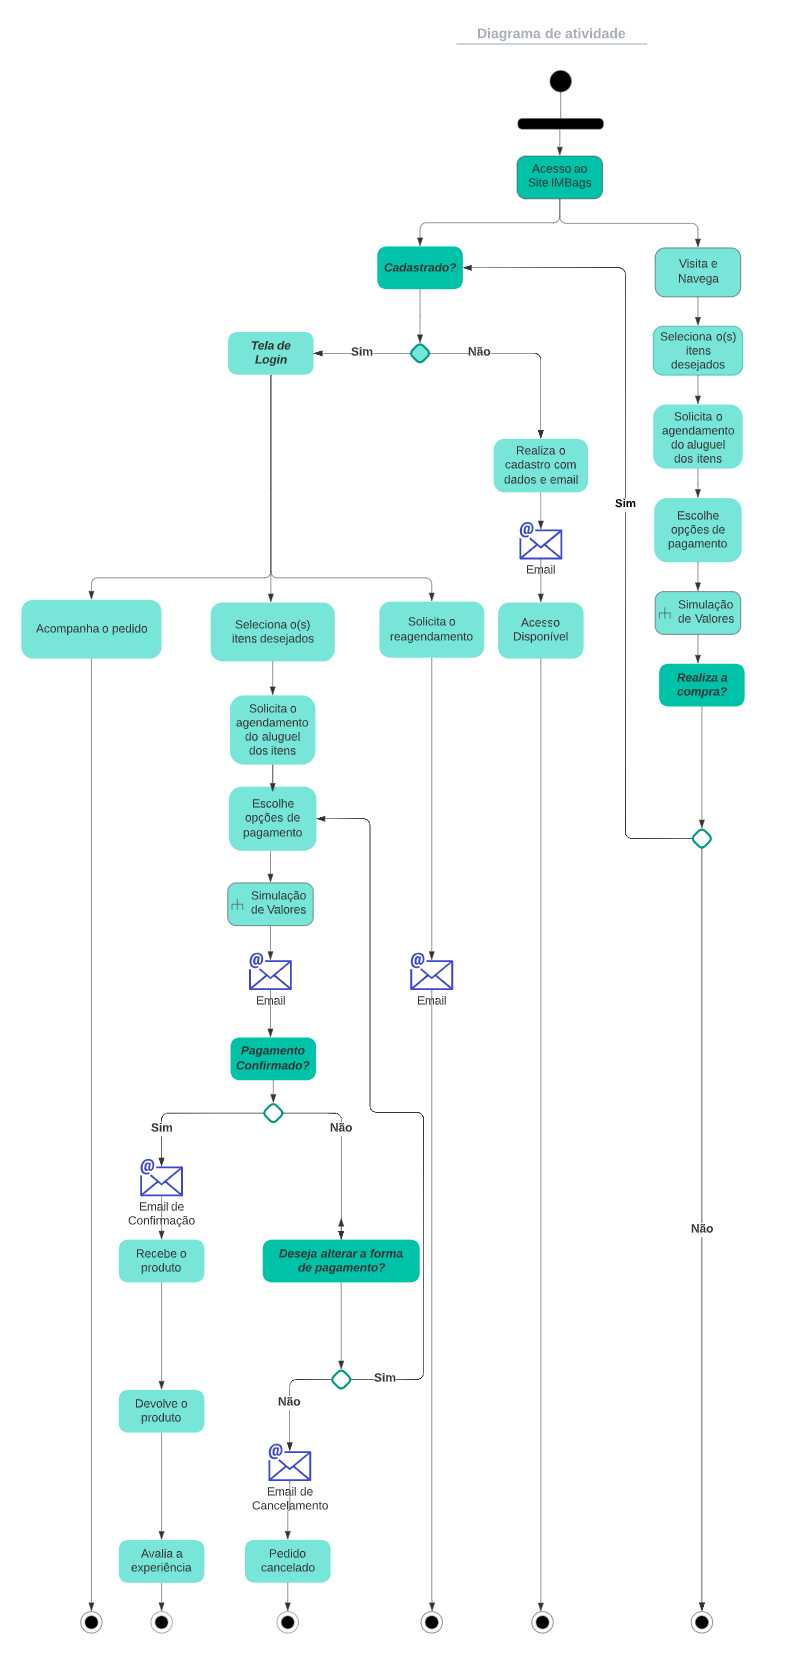 Diagrama de atividade
Acesso ao
Site IMBags
Cadastrado?
Visita e
Navega
Tela de
Login
Sim
Não
Seleciona o(s)
itens
desejados
Solicita o
agendamento
do aluguel
dos itens
Realiza o
cadastro com
dados e email
Sim
Escolhe
opções de
pagamento
@
Email
Simulação
de Valores
Acompanha o pedido
Seleciona o(s)
itens desejados
Solicita o
reagendamento
Acesso
Disponível
Realiza a
compra?
Solicita o
agendamento
do aluguel
dos itens
Escolhe
opções de
pagamento
Simulação
de Valores
@
Email
@
Email
Pagamento
Confirmado?
Sim
Não
@
Email de
Confirmação
Não
Recebe o
produto
Deseja alterar a forma
de pagamento?
Sim
Não
Devolve o
produto
@
Email de
Cancelamento
Avalia a
experiência
Pedido
cancelado